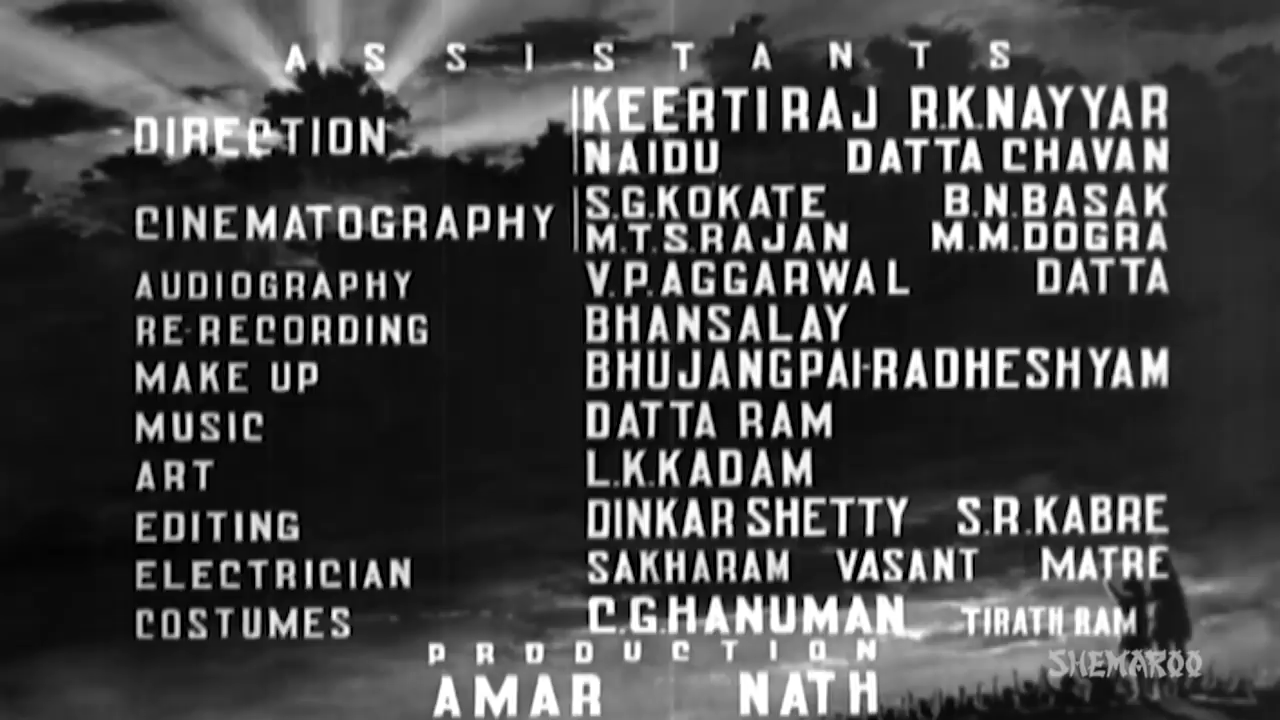 ASSISTANTS
DIRECTION KEERTIRAJ R.K.NAYYAR
NAIDU DATTA CHAVAN
CINEMATOGRAPHY S.G.KOKATE B.N.BASAK
M.T.S.RAJAN M.M.DOGRA
AUDIOGRAPHY V.P.AGGARWAL DATTA
RE-RECORDING BHANSALAY
MAKE UP BHUJANGPAI-RADHESHYAM
MUSIC DATTA RAM
ART L.K.KADAM
EDITING DINKAR SHETTY S.R.KABRE
ELECTRICIAN SAKHARAM VASANT MATRE
COSTUMES C.G.HANUMAN TIRATH RAM
PRODUCTION
AMAR NATH
SHEMAROO